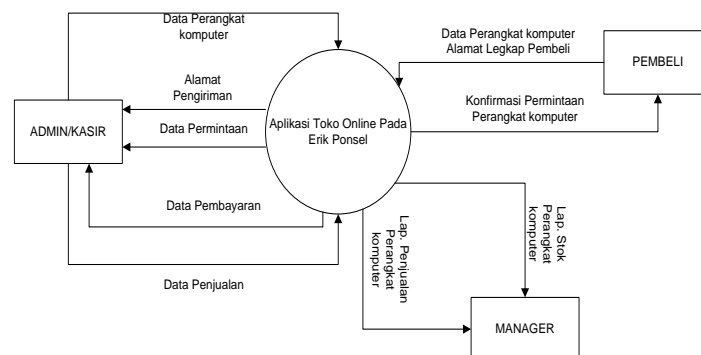 Data Perangkat
komputer
Data Perangkat komputer
Alamat Legkap Pembeli
PEMBELI
Alamat
Pengiriman
Konfirmasi Permintaan
Perangkat komputer
ADMIN/KASIR
Data Permintaan
Aplikasi Toko Online Pada
Erik Ponsel
Data Pembayaran
Lap. Penjualan
Perangkat
komputer
Lap. Stok
Perangkat
komputer
Data Penjualan
MANAGER